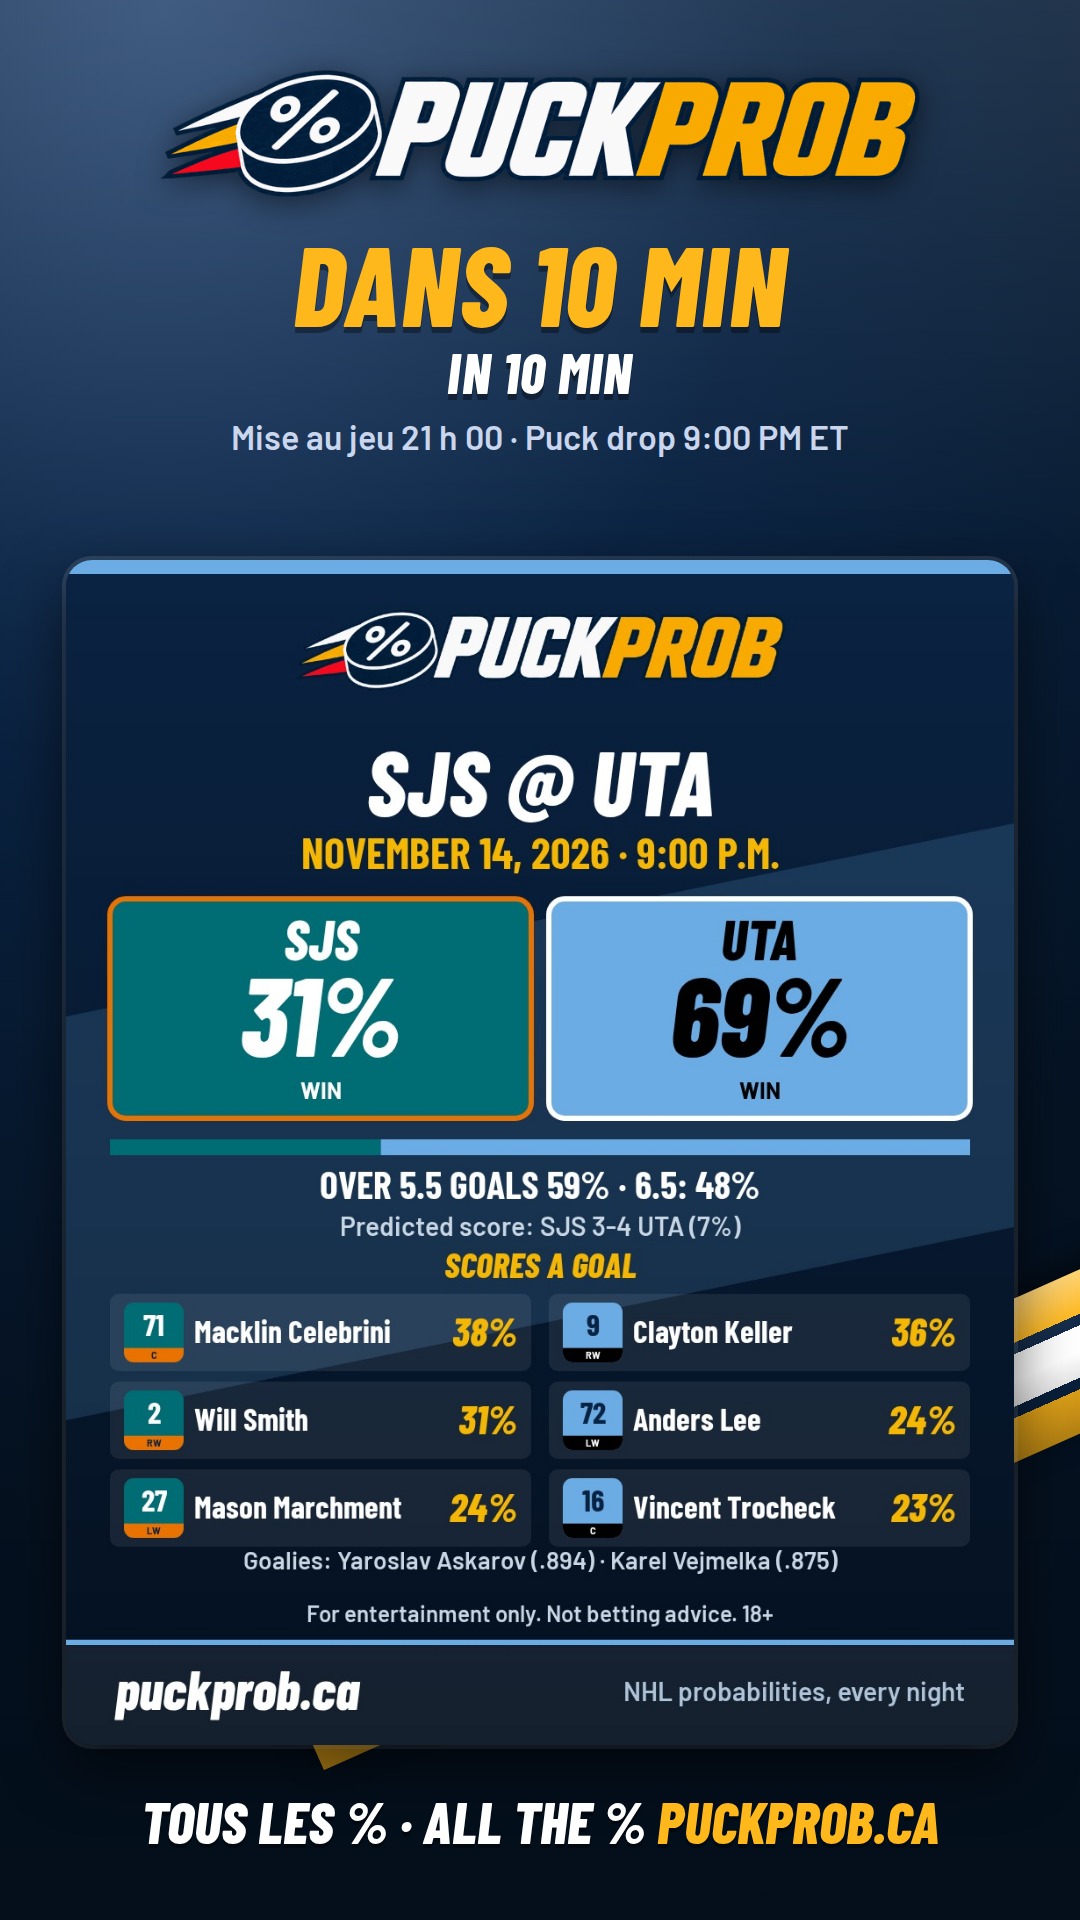 % PUCKPROB
DANS 10 MIN
IN 10 MIN
Mise au jeu 21 h 00 · Puck drop 9:00 PM ET
% PUCKPROB
SJS @ UTA
NOVEMBER 14, 2026 · 9:00 P.M.
SJS
31%
WIN
UTA
69%
WIN
OVER 5.5 GOALS 59% · 6.5: 48%
Predicted score: SJS 3-4 UTA (7%)
SCORES A GOAL
71 C Macklin Celebrini 38%
9 RW Clayton Keller 36%
2 RW Will Smith 31%
72 LW Anders Lee 24%
27 LW Mason Marchment 24%
16 C Vincent Trocheck 23%
Goalies: Yaroslav Askarov (.894) · Karel Vejmelka (.875)
For entertainment only. Not betting advice. 18+
puckprob.ca
NHL probabilities, every night
TOUS LES % · ALL THE % PUCKPROB.CA